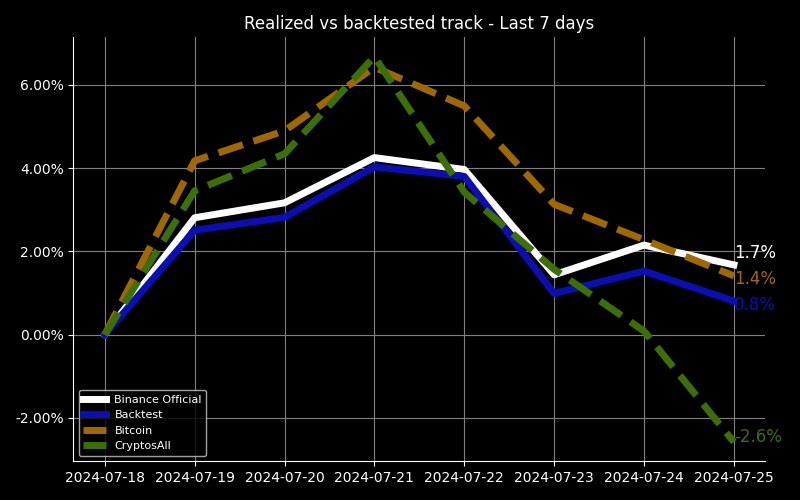 Realized vs backtested track - Last 7 days
6.00%
4.00%
2.00%
0.00%
-2.00%
1.7%
1.4%
0.8%
-2.6%
Binance Official
Backtest
Bitcoin
CryptosAll
2024-07-18 2024-07-19 2024-07-20 2024-07-21 2024-07-22 2024-07-23 2024-07-24 2024-07-25